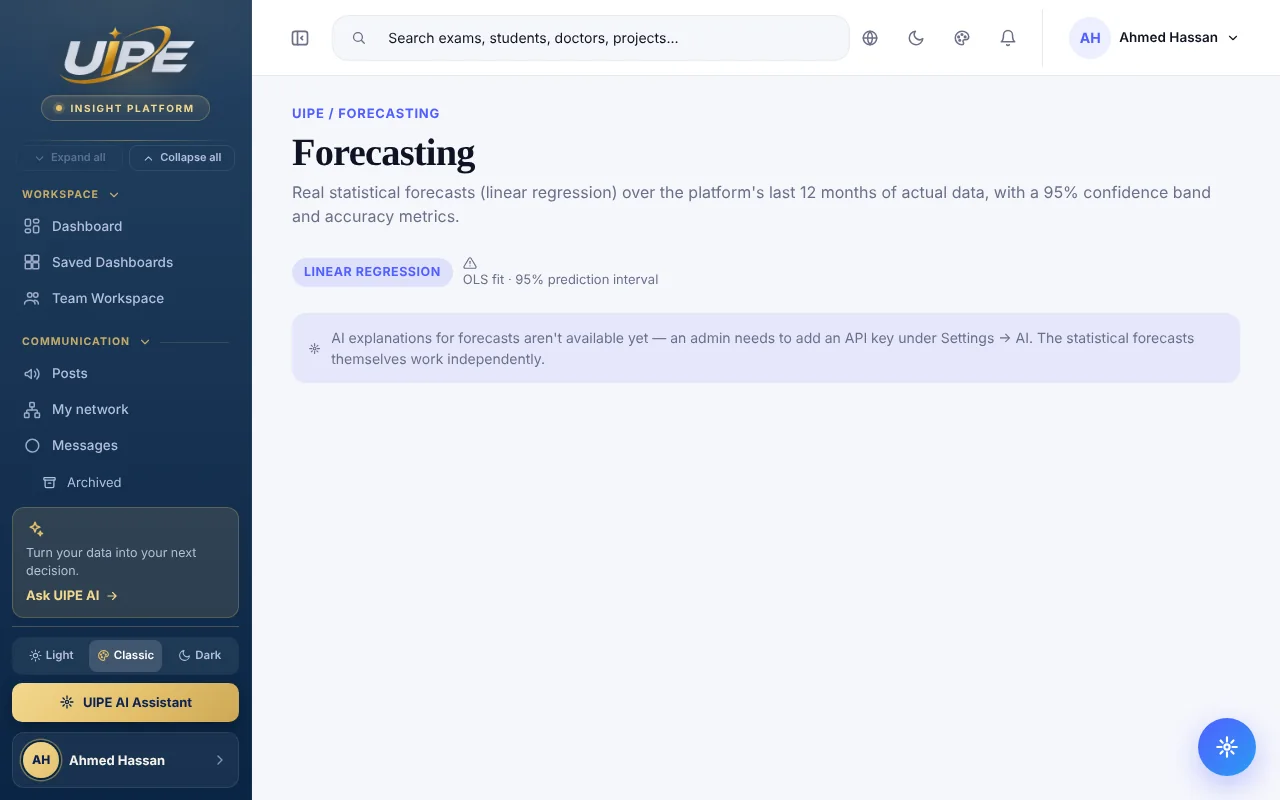 UIPE
INSIGHT PLATFORM
Expand all
Collapse all
WORKSPACE
Dashboard
Saved Dashboards
Team Workspace
COMMUNICATION
Posts
My network
Messages
Archived
Turn your data into your next
decision.
Ask UIPE AI →
Light
Classic
Dark
UIPE AI Assistant
AH
Ahmed Hassan
Search exams, students, doctors, projects...
AH
Ahmed Hassan
UIPE / FORECASTING
Forecasting
Real statistical forecasts (linear regression) over the platform's last 12 months of actual data, with a 95% confidence band
and accuracy metrics.
LINEAR REGRESSION
OLS fit · 95% prediction interval
AI explanations for forecasts aren't available yet — an admin needs to add an API key under Settings → AI. The statistical forecasts
themselves work independently.